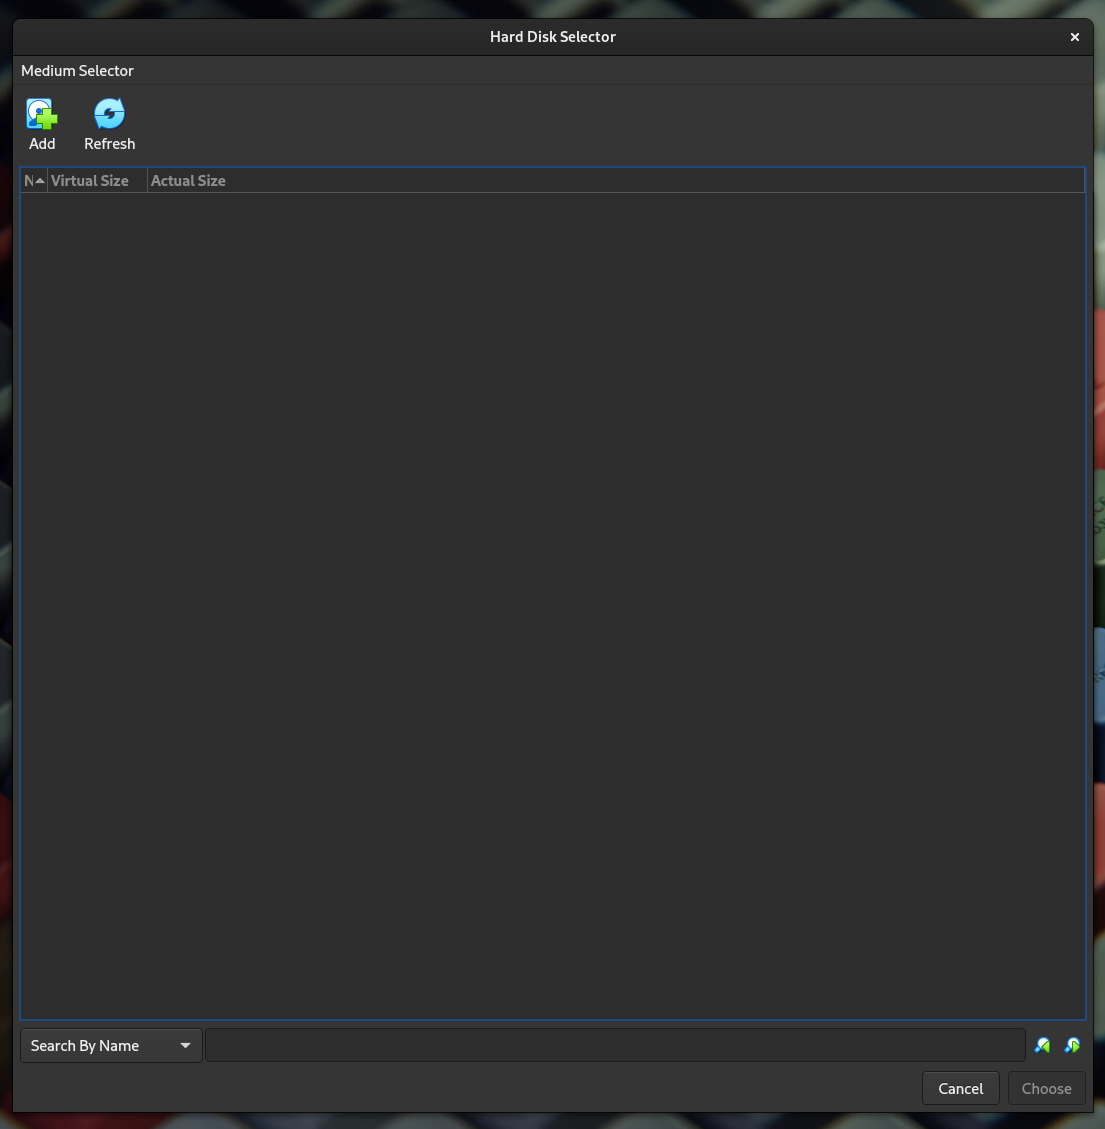 Hard Disk Selector
Medium Selector
Add Refresh
N Virtual Size Actual Size
Search By Name
Cancel Choose